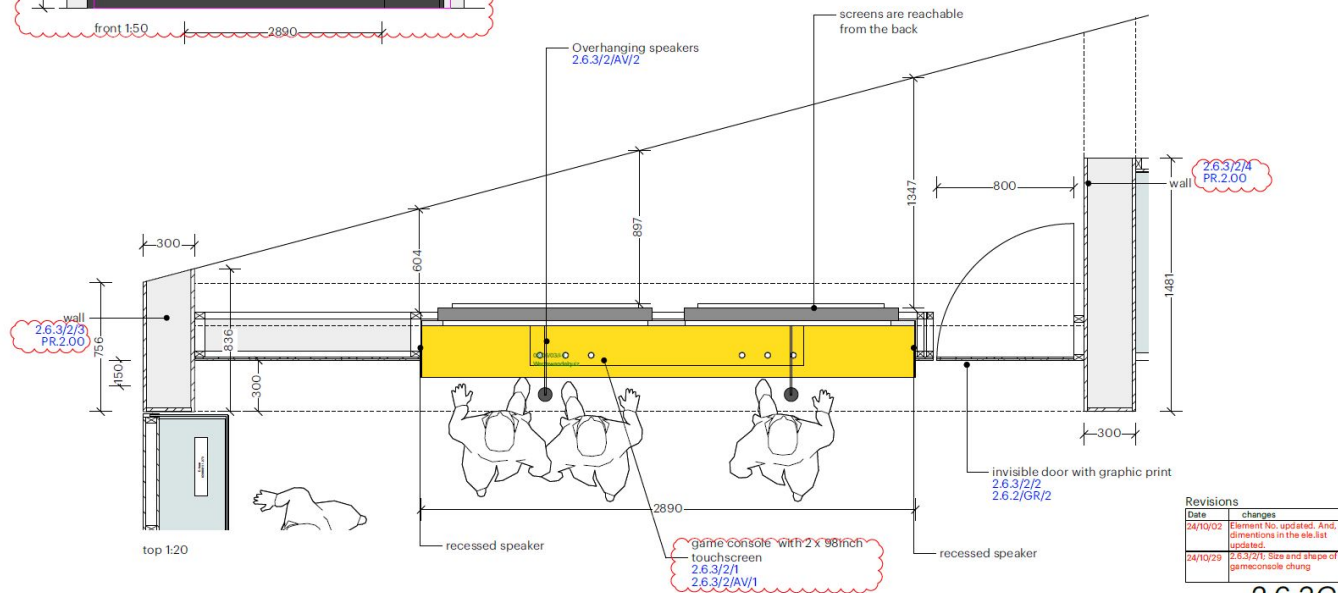 front 1:50
2890
screens are reachable
from the back
Overhanging speakers
2.6.3/2/AV/2
2.6.3/2/4
PR.2.00
wall
800
1347
897
604
300
1481
wall
2.6.3/2/3
PR.2.00
756
836
150
300
300
invisible door with graphic print
2.6.3/2/2
2.6.2/GR/2
2890
top 1:20
recessed speaker
game console with 2 x 98inch
touchscreen
2.6.3/2/1
2.6.3/2/AV/1
recessed speaker
Revisions
Date changes
24/10/02 Element No. updated. And,
dimentions in the ele.list
updated.
24/10/29 2.6.3/2/1; Size and shape of
gameconsole chung